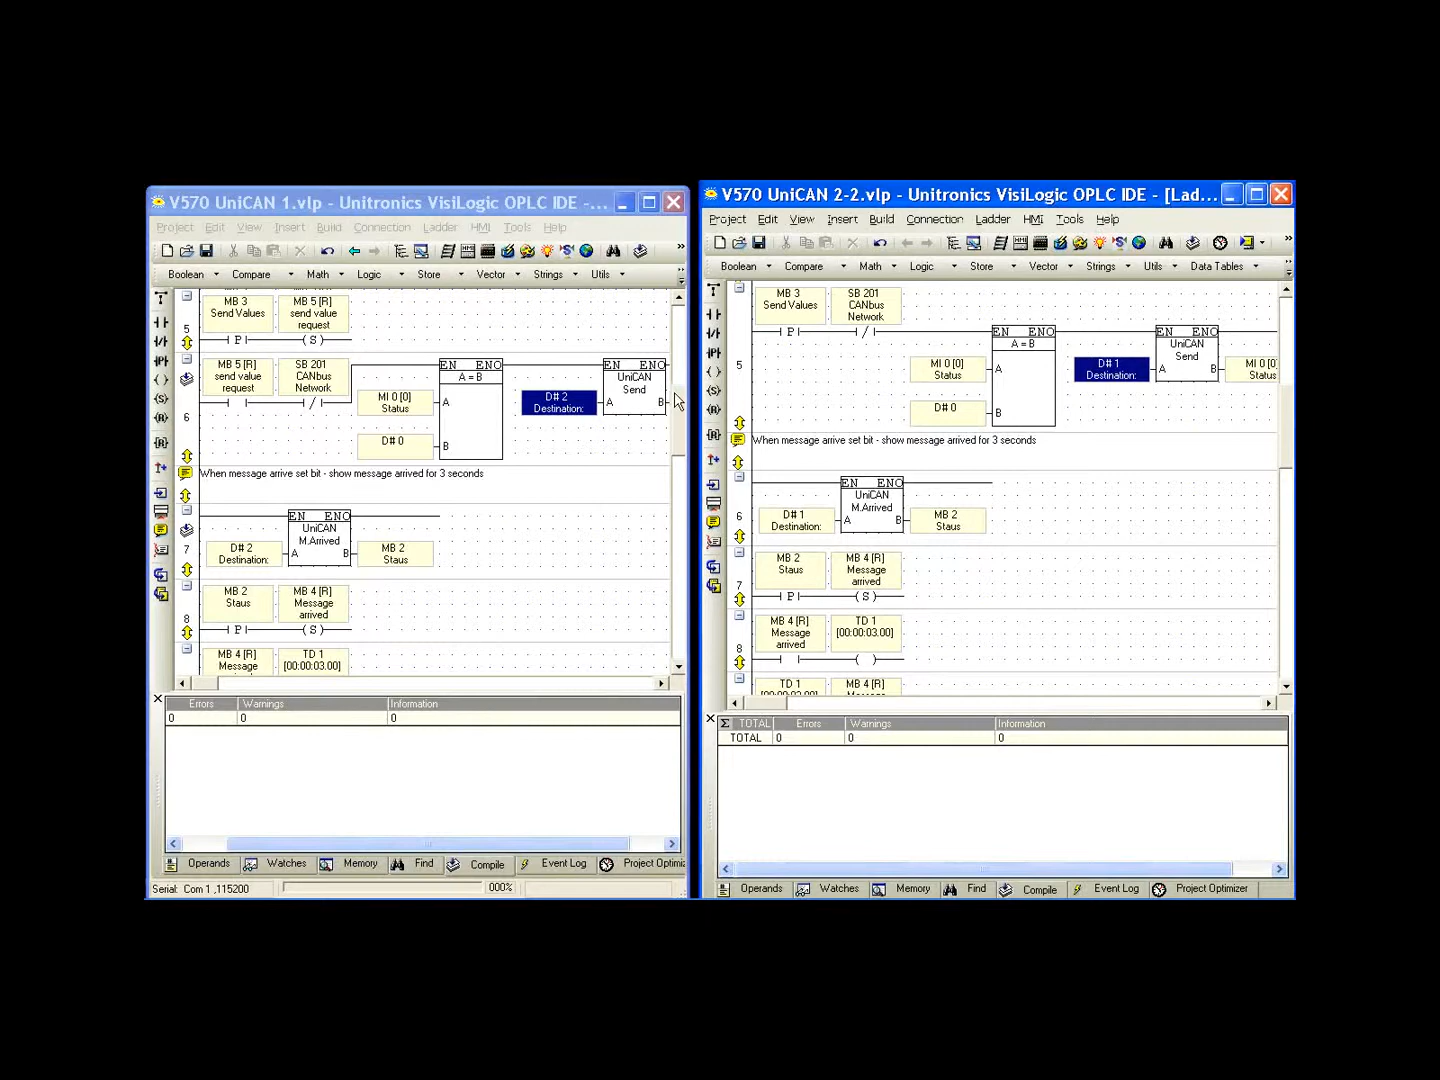 V570 UniCAN 1.vlp - Unitronics VisiLogic OPLC IDE -...
Project Edit View Insert Build Connection Ladder HMI Tools Help
Boolean Compare Math Logic Store Vector Strings Utils
MB 3
Send Values
MB 5 [R]
send value
request
5
P
( S )
MB 5 [R]
send value
request
SB 201
CANbus
Network
6
EN ENO
A = B
MI 0 [0]
Status
A
D# 0
B
D# 2
Destination:
EN ENO
UniCAN
Send
A B
When message arrive set bit - show message arrived for 3 seconds
EN ENO
UniCAN
M.Arrived
7
D# 2
Destination:
A B
MB 2
Staus
MB 2
Staus
MB 4 [R]
Message
arrived
8
P
( S )
MB 4 [R]
Message
TD 1
[00:00:03.00]
Errors Warnings Information
0 0 0
Operands Watches Memory Find Compile Event Log Project Optimiz
Serial: Com 1 ,115200 000%
V570 UniCAN 2-2.vlp - Unitronics VisiLogic OPLC IDE - [Lad...
Project Edit View Insert Build Connection Ladder HMI Tools Help
Boolean Compare Math Logic Store Vector Strings Utils Data Tables
MB 3
Send Values
SB 201
CANbus
Network
P
5
EN ENO
A = B
MI 0 [0]
Status
A
D# 0
B
D# 1
Destination:
EN ENO
UniCAN
Send
A B
MI 0 [0]
Status
When message arrive set bit - show message arrived for 3 seconds
EN ENO
UniCAN
M.Arrived
6
D# 1
Destination:
A B
MB 2
Staus
MB 2
Staus
MB 4 [R]
Message
arrived
7
P
( S )
MB 4 [R]
Message
arrived
TD 1
[00:00:03.00]
8
( )
TD 1
[00:00:03.00]
MB 4 [R]
Message
Σ TOTAL Errors Warnings Information
TOTAL 0 0 0
Operands Watches Memory Find Compile Event Log Project Optimizer